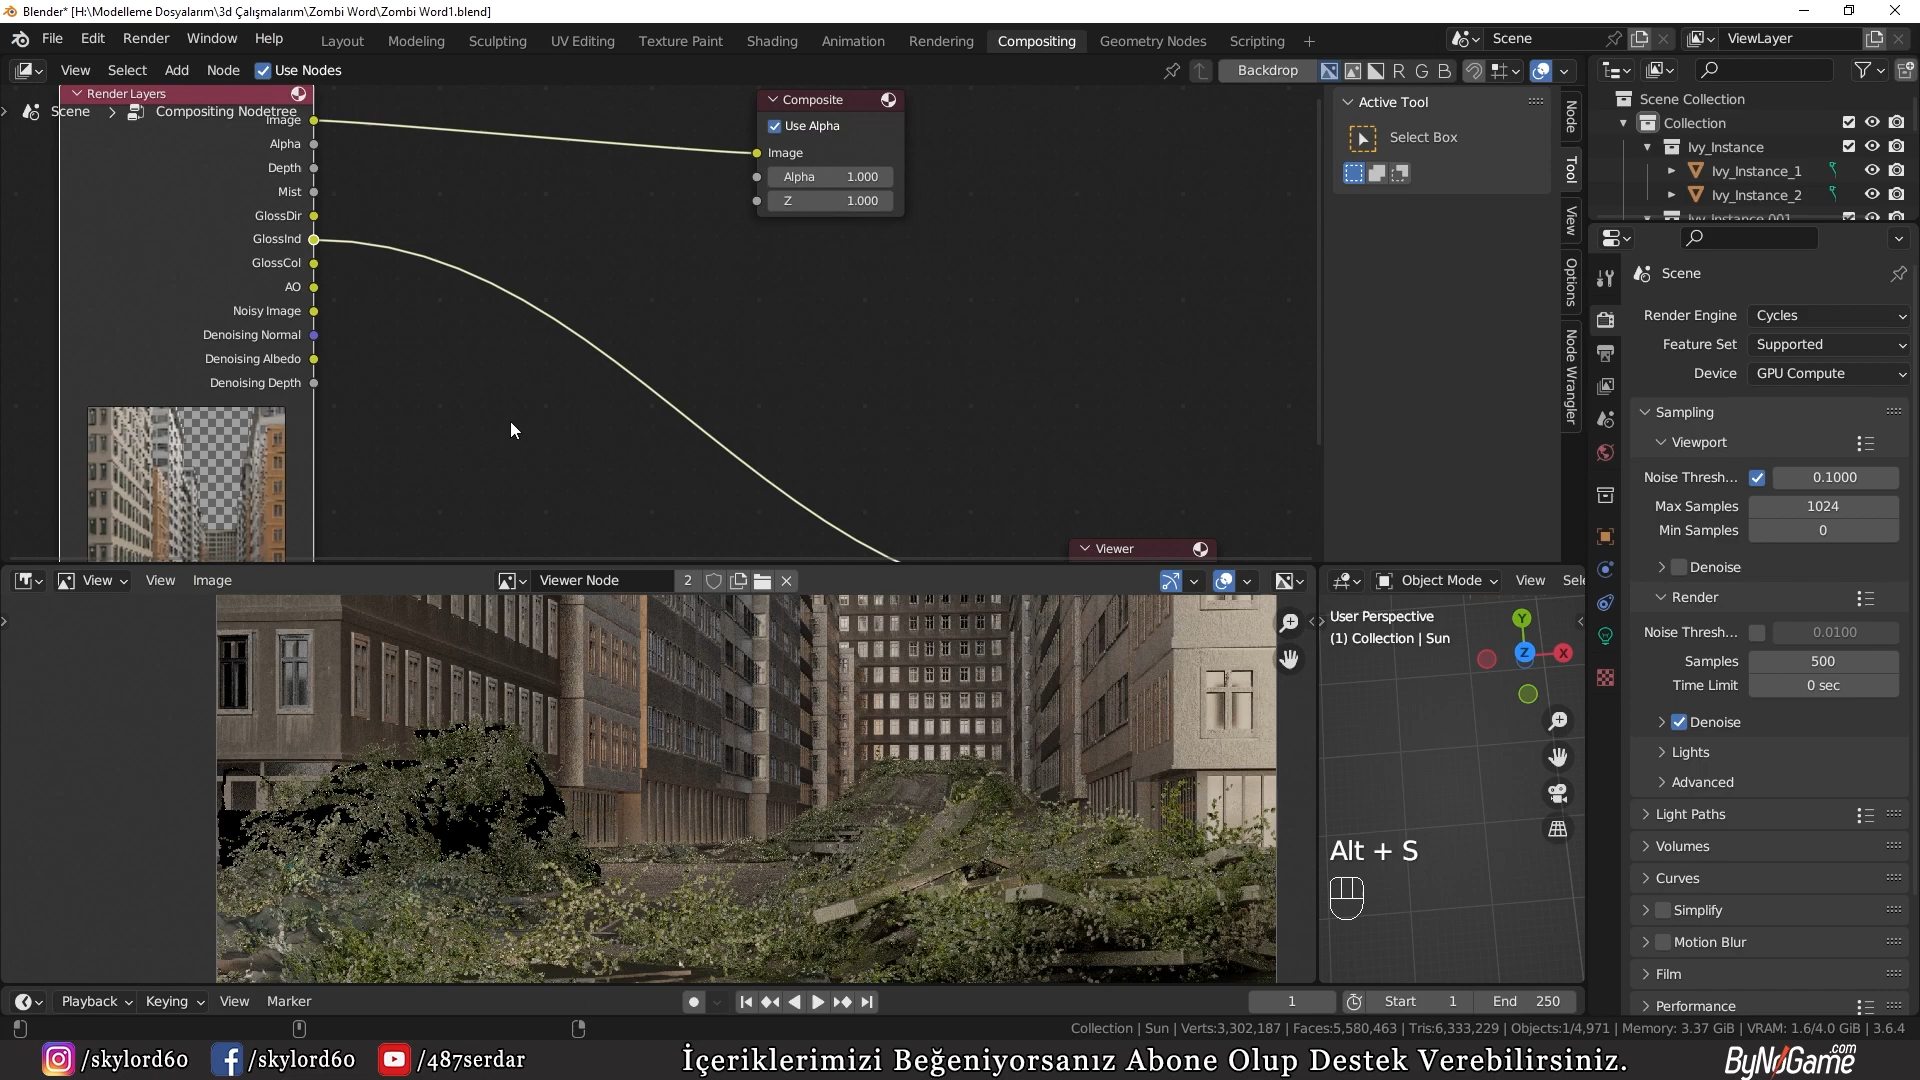 Blender* [H:\Modelleme Dosyalarım\3d Çalışmalarım\Zombi Word\Zombi Word1.blend]
File Edit Render Window Help
Layout Modeling Sculpting UV Editing Texture Paint Shading Animation Rendering Compositing Geometry Nodes Scripting +
Scene
ViewLayer
View Select Add Node Use Nodes
Backdrop
R G B
Render Layers
Scene > Compositing Nodetree
Image
Alpha
Depth
Mist
GlossDir
GlossInd
GlossCol
AO
Noisy Image
Denoising Normal
Denoising Albedo
Denoising Depth
Composite
Use Alpha
Image
Alpha 1.000
Z 1.000
Viewer
Active Tool
Select Box
Node
Tool
View
Options
Node Wrangler
Scene Collection
Collection
Ivy_Instance
Ivy_Instance_1
Ivy_Instance_2
Ivy_Instance.001
Scene
Render Engine Cycles
Feature Set Supported
Device GPU Compute
Sampling
Viewport
Noise Thresh... 0.1000
Max Samples 1024
Min Samples 0
Denoise
Render
Noise Thresh... 0.0100
Samples 500
Time Limit 0 sec
Denoise
Lights
Advanced
Light Paths
Volumes
Curves
Simplify
Motion Blur
Film
Performance
View View Image
Viewer Node 2
Object Mode View Sel
User Perspective
(1) Collection | Sun
Y
Z X
Alt + S
Playback Keying View Marker
1 Start 1 End 250
Collection | Sun | Verts:3,302,187 | Faces:5,580,463 | Tris:6,333,229 | Objects:1/4,971 | Memory: 3.37 GiB | VRAM: 1.6/4.0 GiB | 3.6.4
/skylord60 /skylord60 /487serdar İçeriklerimizi Beğeniyorsanız Abone Olup Destek Verebilirsiniz. ByNoGame.com